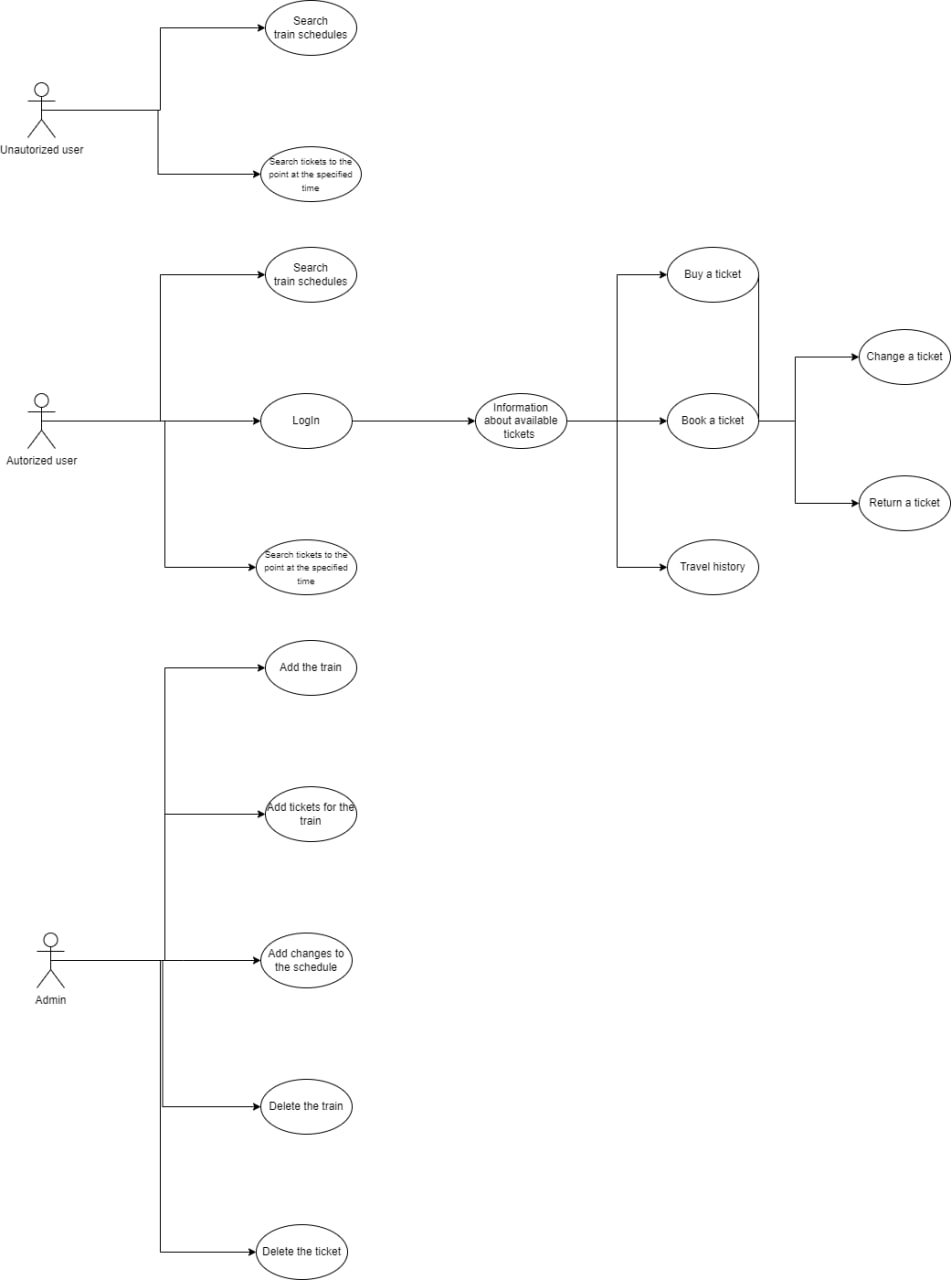 Search
train schedules
Unautorized user
Search tickets to the
point at the specified
time
Search
train schedules
Buy a ticket
Change a ticket
Autorized user
LogIn
Information
about available
tickets
Book a ticket
Return a ticket
Search tickets to the
point at the specified
time
Travel history
Add the train
Add tickets for the
train
Add changes to
the schedule
Admin
Delete the train
Delete the ticket